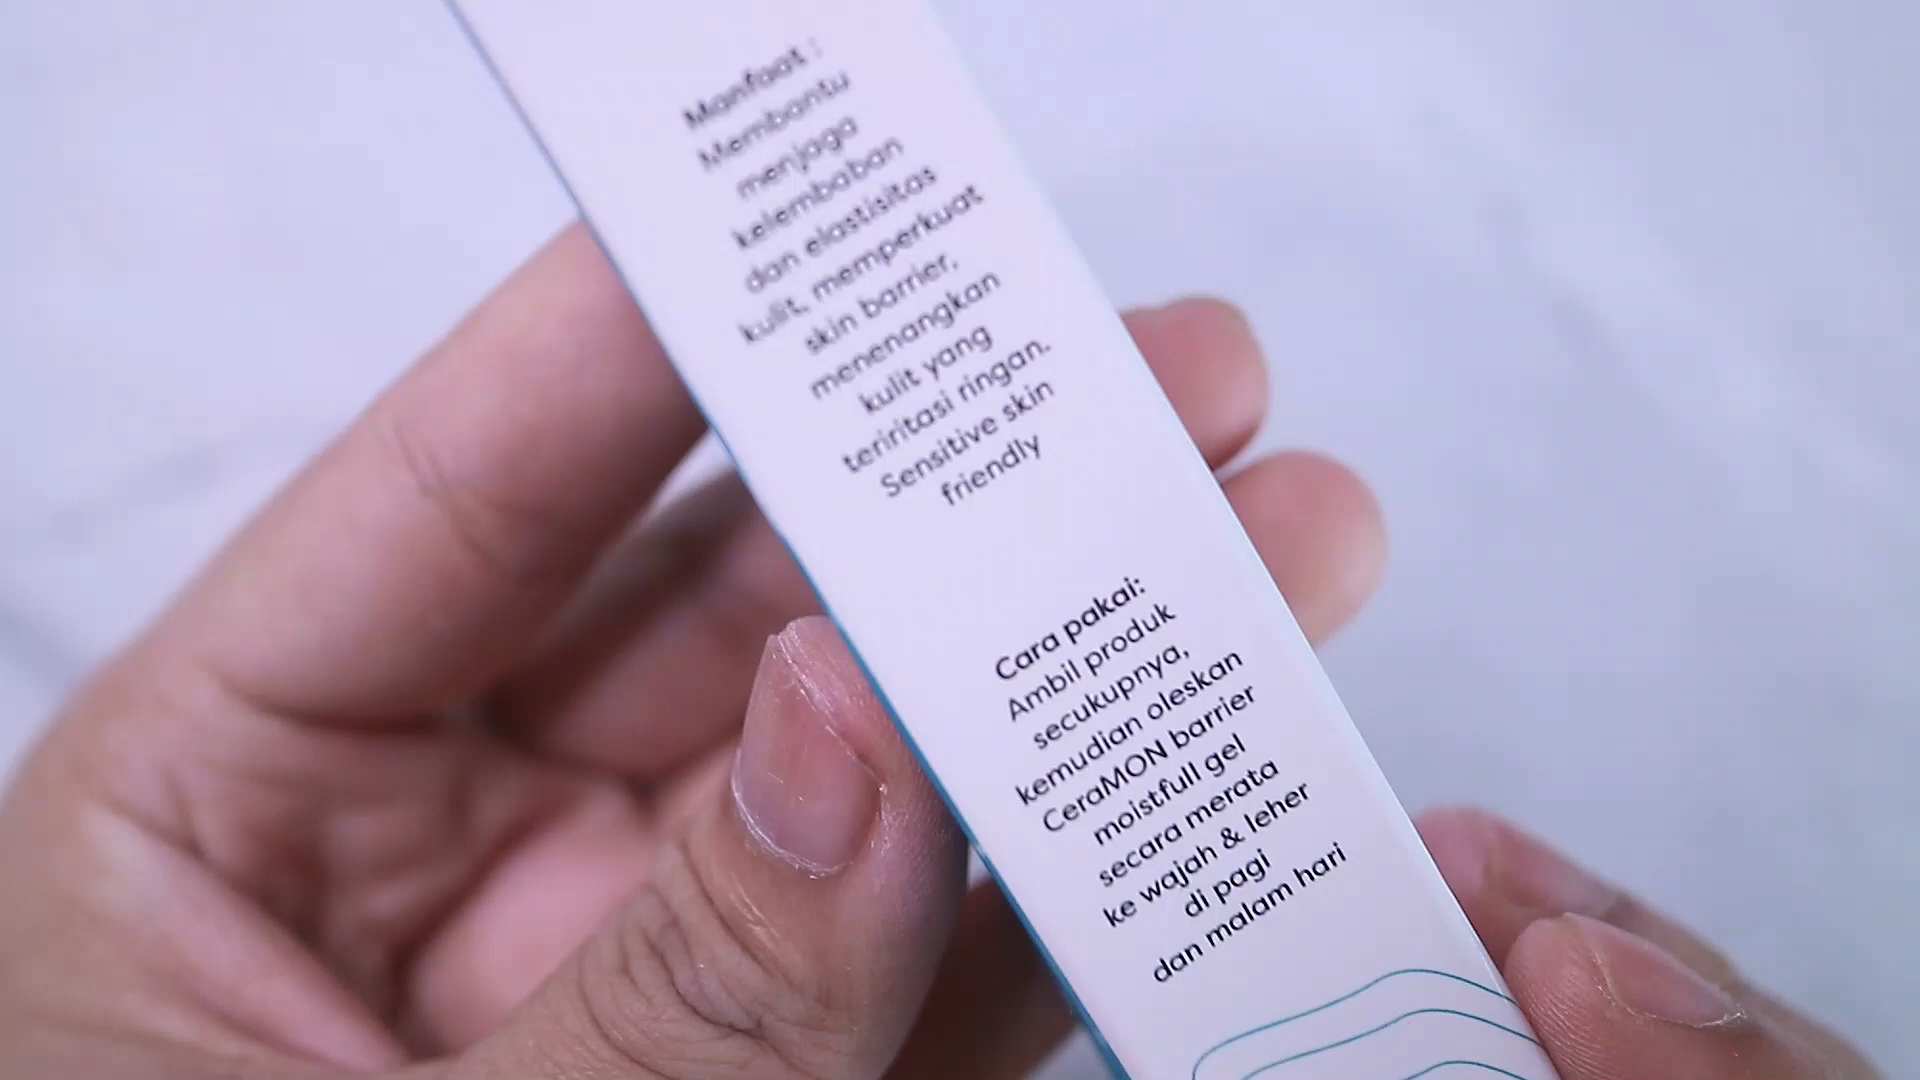 Manfaat :
Membantu
menjaga
kelembaban
dan elastisitas
kulit, memperkuat
skin barrier,
menenangkan
kulit yang
teriritasi ringan.
Sensitive skin
friendly
Cara pakai:
Ambil produk
secukupnya,
kemudian oleskan
CeraMON barrier
moistfull gel
secara merata
ke wajah & leher
di pagi
dan malam hari